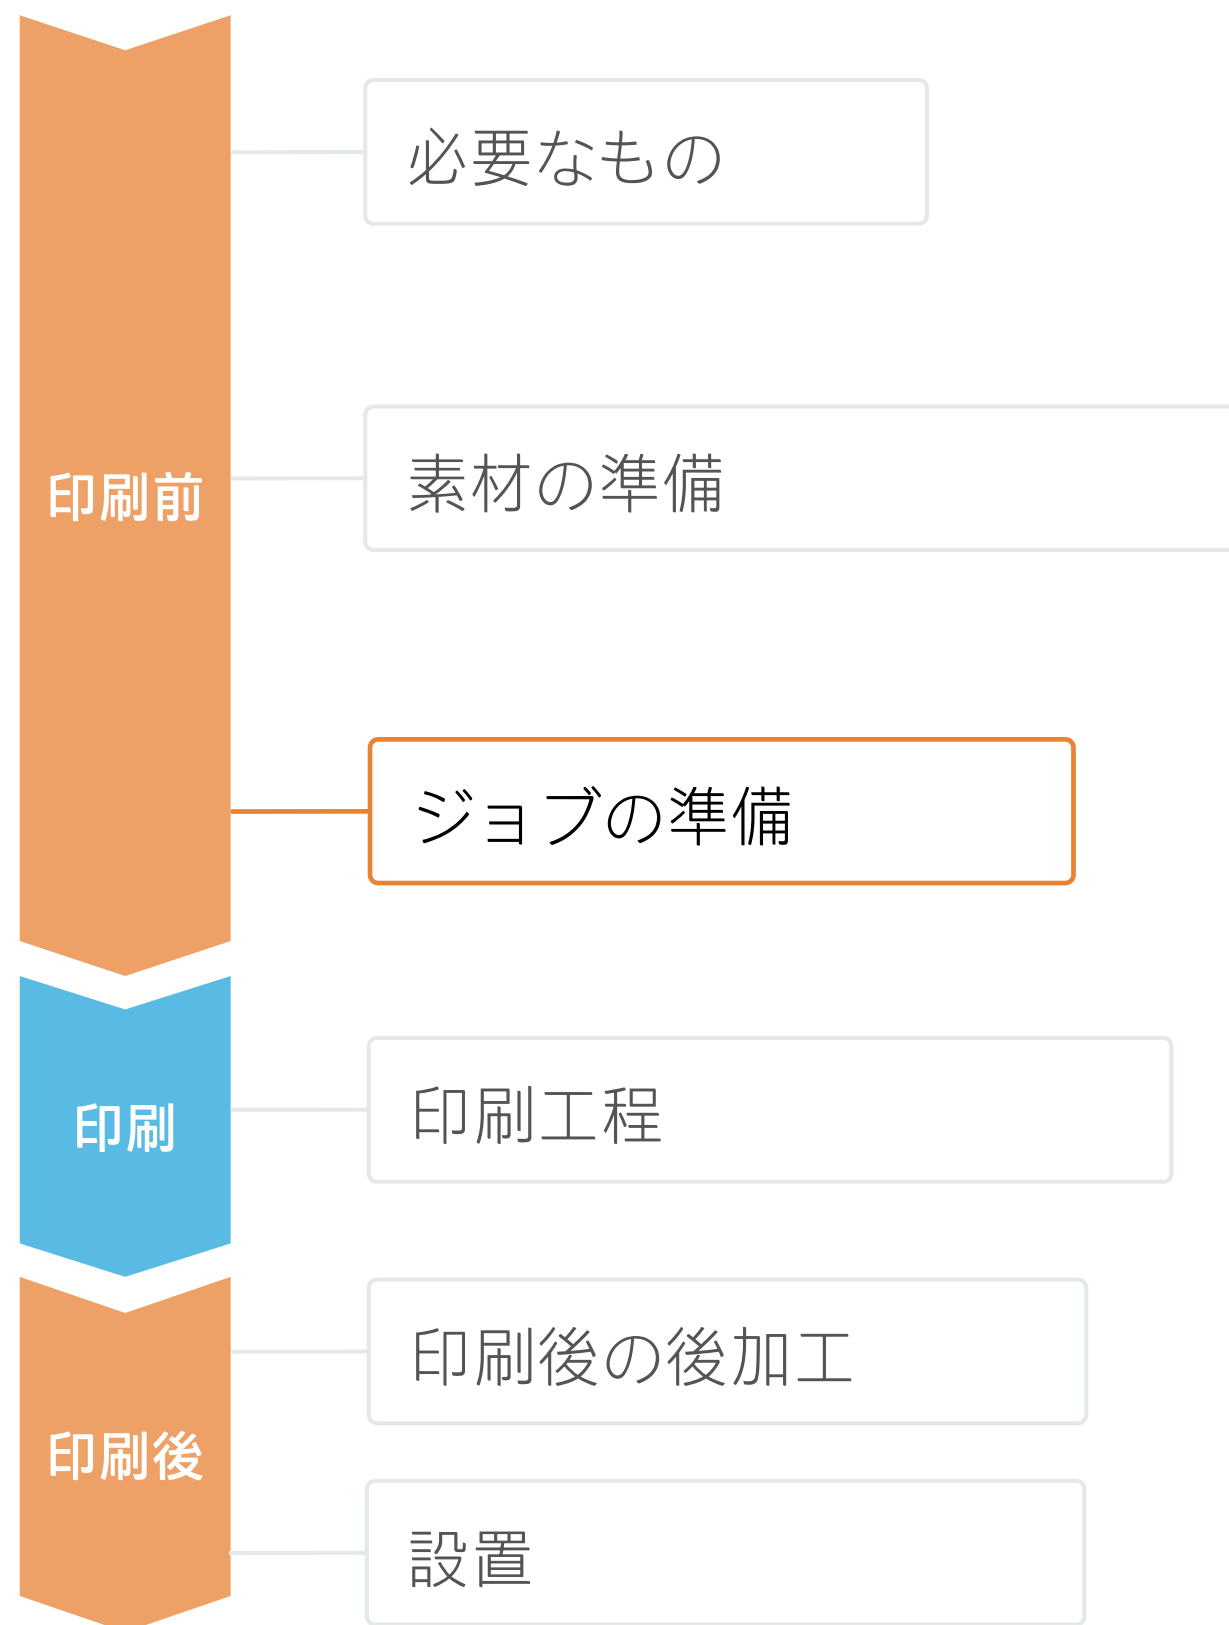 必要なもの
素材の準備
印刷前
ジョブの準備
印刷工程
印刷
印刷後の後加工
印刷後
設置